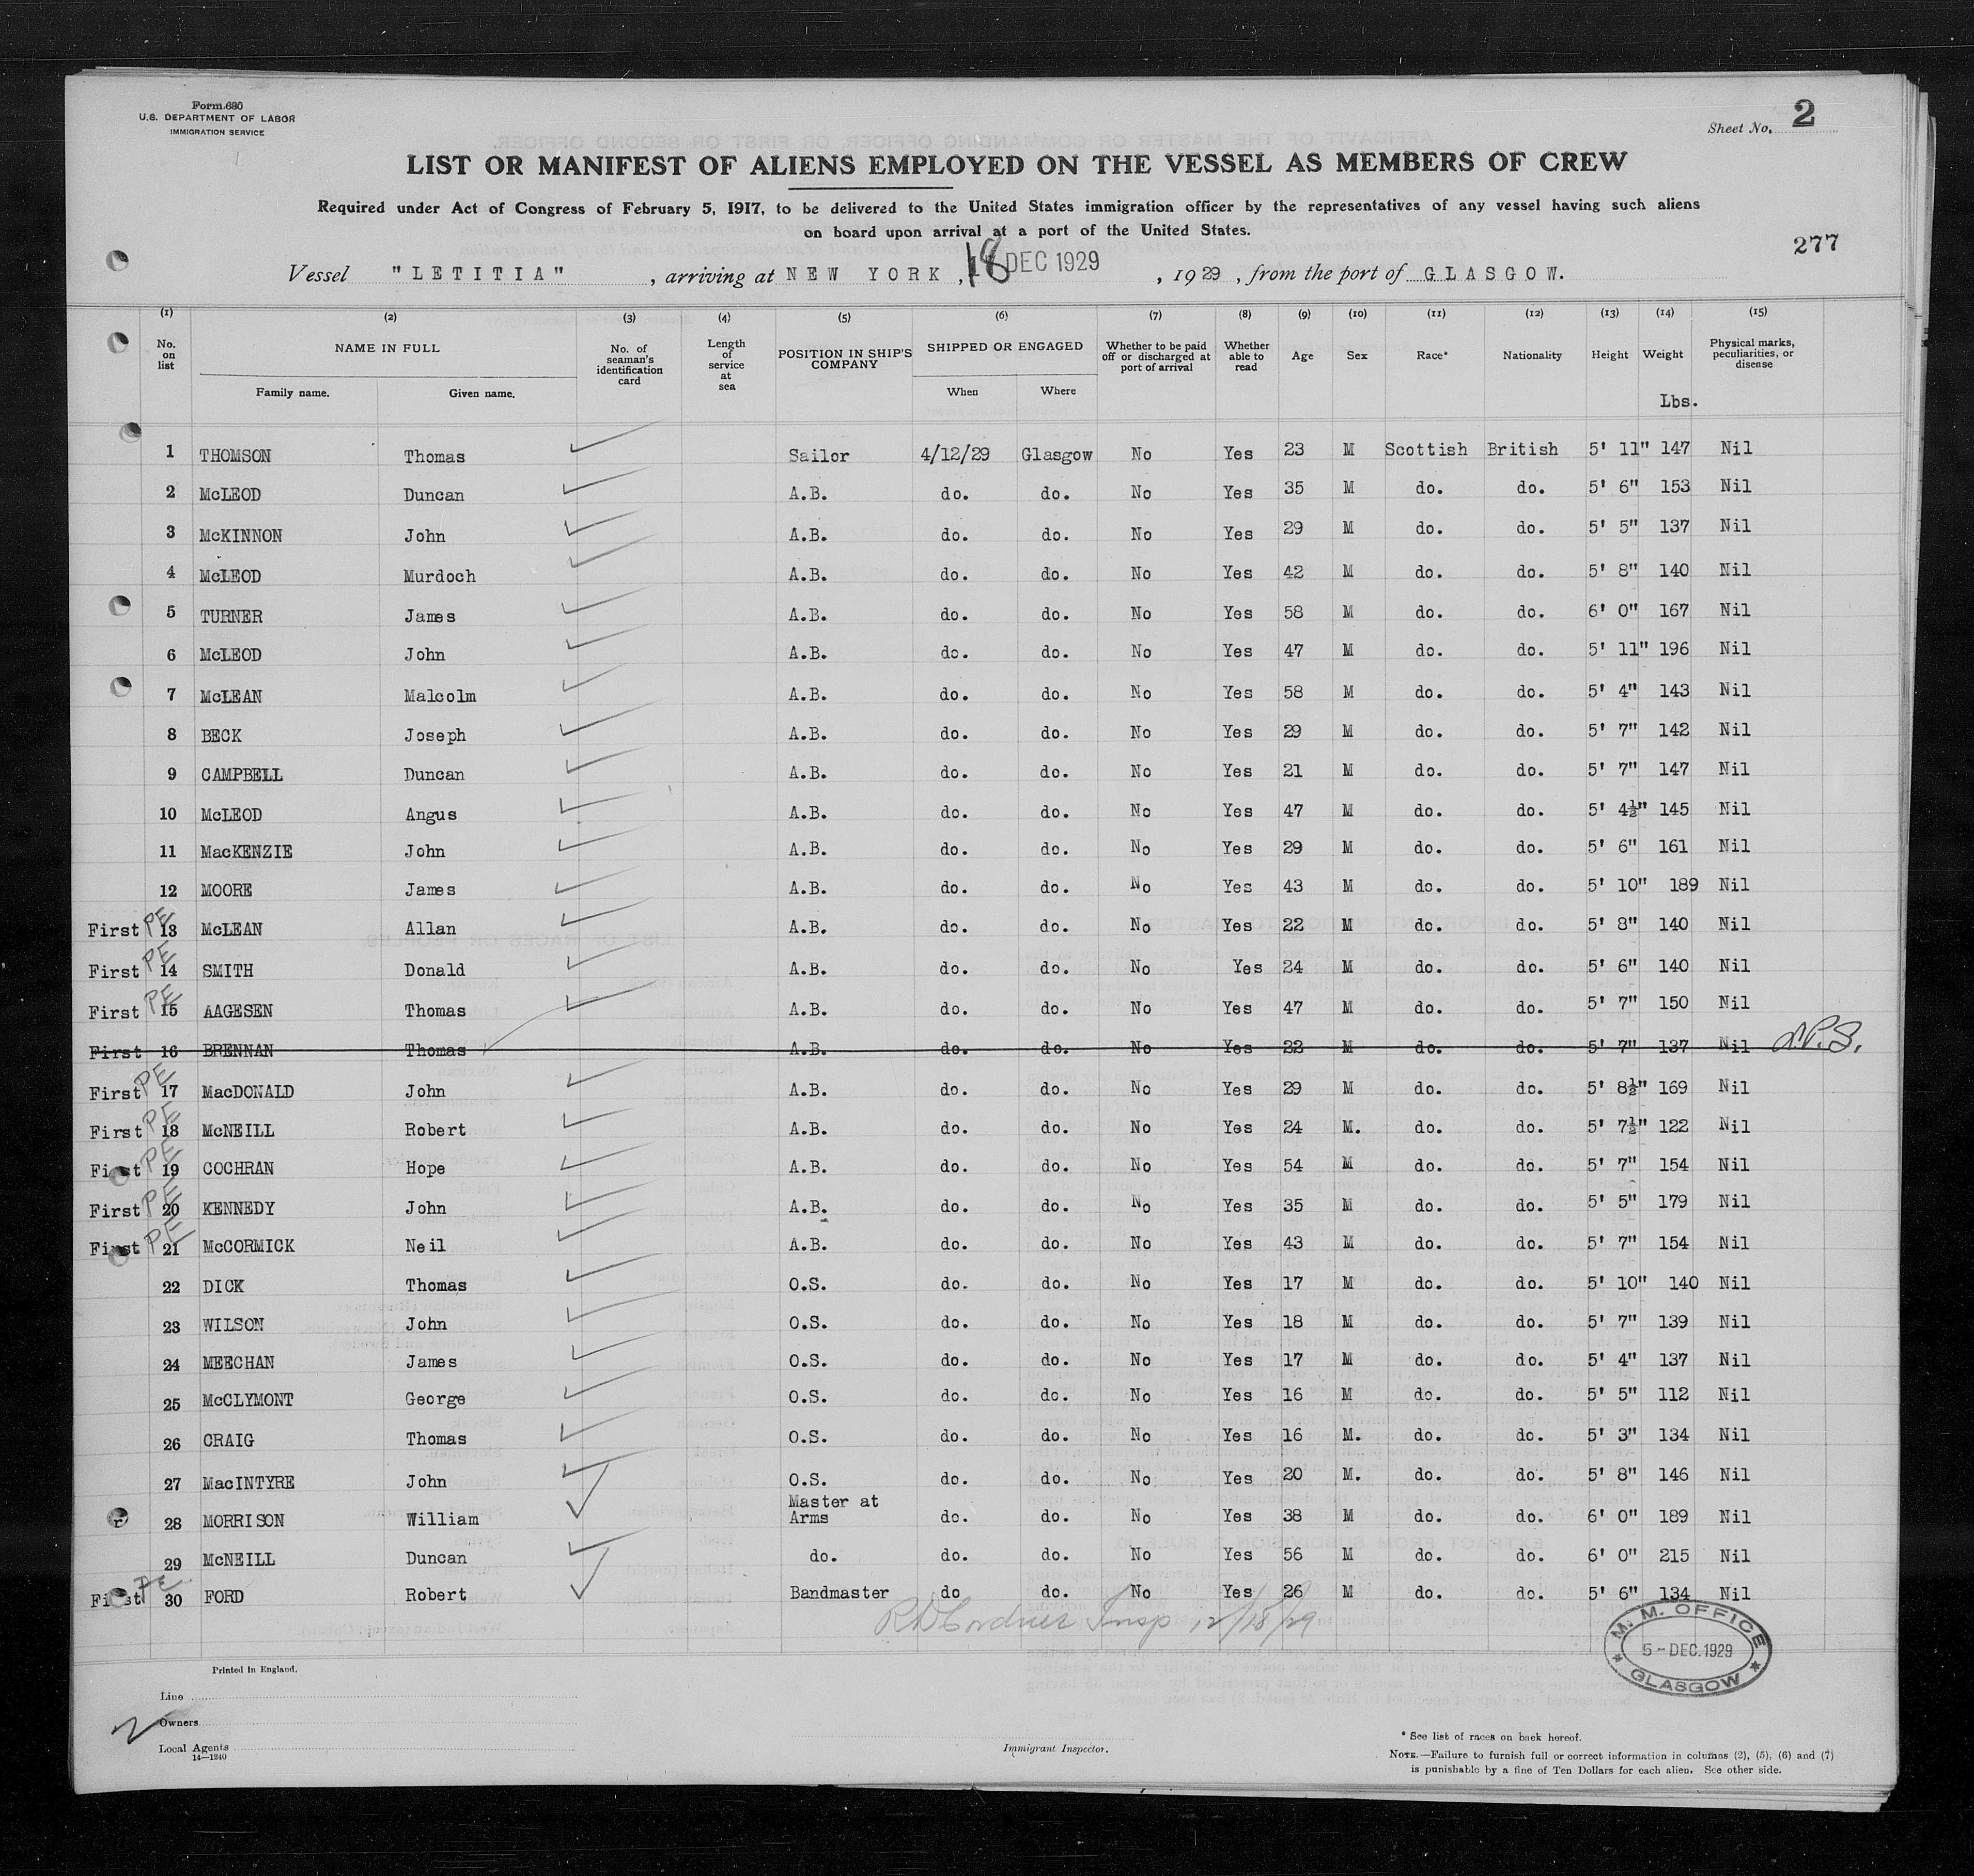 Form 680
U.S. DEPARTMENT OF LABOR
IMMIGRATION SERVICE
Sheet No. 2
LIST OR MANIFEST OF ALIENS EMPLOYED ON THE VESSEL AS MEMBERS OF CREW
Required under Act of Congress of February 5, 1917, to be delivered to the United States immigration officer by the representatives of any vessel having such aliens
on board upon arrival at a port of the United States.
277
Vessel "LETITIA", arriving at NEW YORK, 18 DEC 1929, 1929, from the port of GLASGOW.
(1) (2) (3) (4) (5) (6) (7) (8) (9) (10) (11) (12) (13) (14) (15)
No. on list NAME IN FULL Family name. Given name. No. of seaman's identification card Length of service at sea POSITION IN SHIP'S COMPANY SHIPPED OR ENGAGED When Where Whether to be paid off or discharged at port of arrival Whether able to read Age Sex Race* Nationality Height Weight Physical marks, peculiarities, or disease
Lbs.
1 THOMSON Thomas Sailor 4/12/29 Glasgow No Yes 23 M Scottish British 5' 11" 147 Nil
2 McLEOD Duncan A.B. do. do. No Yes 35 M do. do. 5' 6" 153 Nil
3 McKINNON John A.B. do. do. No Yes 29 M do. do. 5' 5" 137 Nil
4 McLEOD Murdoch A.B. do. do. No Yes 42 M do. do. 5' 8" 140 Nil
5 TURNER James A.B. do. do. No Yes 58 M do. do. 6' 0" 167 Nil
6 McLEOD John A.B. do. do. No Yes 47 M do. do. 5' 11" 196 Nil
7 McLEAN Malcolm A.B. do. do. No Yes 58 M do. do. 5' 4" 143 Nil
8 BECK Joseph A.B. do. do. No Yes 29 M do. do. 5' 7" 142 Nil
9 CAMPBELL Duncan A.B. do. do. No Yes 21 M do. do. 5' 7" 147 Nil
10 McLEOD Angus A.B. do. do. No Yes 47 M do. do. 5' 4½" 145 Nil
11 MacKENZIE John A.B. do. do. No Yes 29 M do. do. 5' 6" 161 Nil
12 MOORE James A.B. do. do. No Yes 43 M do. do. 5' 10" 189 Nil
First PE 13 McLEAN Allan A.B. do. do. No Yes 22 M do. do. 5' 8" 140 Nil
First PE 14 SMITH Donald A.B. do. do. No Yes 24 M do. do. 5' 6" 140 Nil
First PE 15 AAGESEN Thomas A.B. do. do. No Yes 47 M do. do. 5' 7" 150 Nil
First 16 BRENNAN Thomas A.B. do. do. No Yes 22 M do. do. 5' 7" 137 Nil
First PE 17 MacDONALD John A.B. do. do. No Yes 29 M do. do. 5' 8½" 169 Nil
First PE 18 McNEILL Robert A.B. do. do. No Yes 24 M. do. do. 5' 7½" 122 Nil
First PE 19 COCHRAN Hope A.B. do. do. No Yes 54 M do. do. 5' 7" 154 Nil
First PE 20 KENNEDY John A.B. do. do. No Yes 35 M do. do. 5' 5" 179 Nil
First PE 21 McCORMICK Neil A.B. do. do. No Yes 43 M do. do. 5' 7" 154 Nil
22 DICK Thomas O.S. do. do. No Yes 17 M do. do. 5' 10" 140 Nil
23 WILSON John O.S. do. do. No Yes 18 M do. do. 5' 7" 139 Nil
24 MEECHAN James O.S. do. do. No Yes 17 M do. do. 5' 4" 137 Nil
25 McCLYMONT George O.S. do. do. No Yes 16 M do. do. 5' 5" 112 Nil
26 CRAIG Thomas O.S. do. do. No Yes 16 M. do. do. 5' 3" 134 Nil
27 MacINTYRE John O.S. do. do. No Yes 20 M. do. do. 5' 8" 146 Nil
28 MORRISON William Master at Arms do. do. No Yes 38 M do. do. 6' 0" 189 Nil
29 McNEILL Duncan do. do. do. No Yes 56 M do. do. 6' 0" 215 Nil
First PE 30 FORD Robert Bandmaster do do. No Yes 26 M do. do. 5' 6" 134 Nil
Insp 12/18/29
M. M. OFFICE
5 - DEC. 1929
GLASGOW
Printed in England.
Line
Owners
Local Agents
14—1240
Immigrant Inspector.
* See list of races on back hereof.
NOTE.—Failure to furnish full or correct information in columns (2), (5), (6) and (7)
is punishable by a fine of Ten Dollars for each alien. See other side.